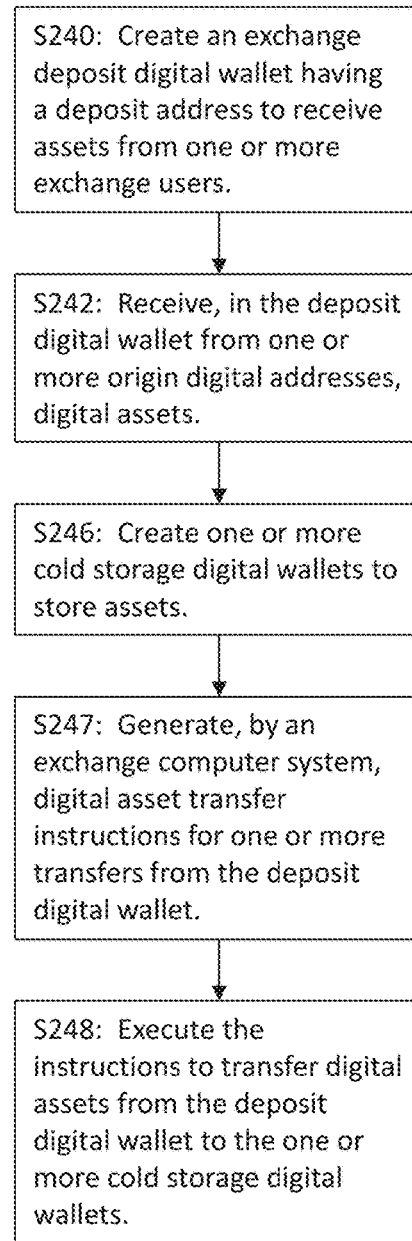 S240: Create an exchange
deposit digital wallet having
a deposit address to receive
assets from one or more
exchange users.
S242: Receive, in the deposit
digital wallet from one or
more origin digital addresses,
digital assets.
S246: Create one or more
cold storage digital wallets to
store assets.
S247: Generate, by an
exchange computer system,
digital asset transfer
instructions for one or more
transfers from the deposit
digital wallet.
S248: Execute the
instructions to transfer digital
assets from the deposit
digital wallet to the one or
more cold storage digital
wallets.